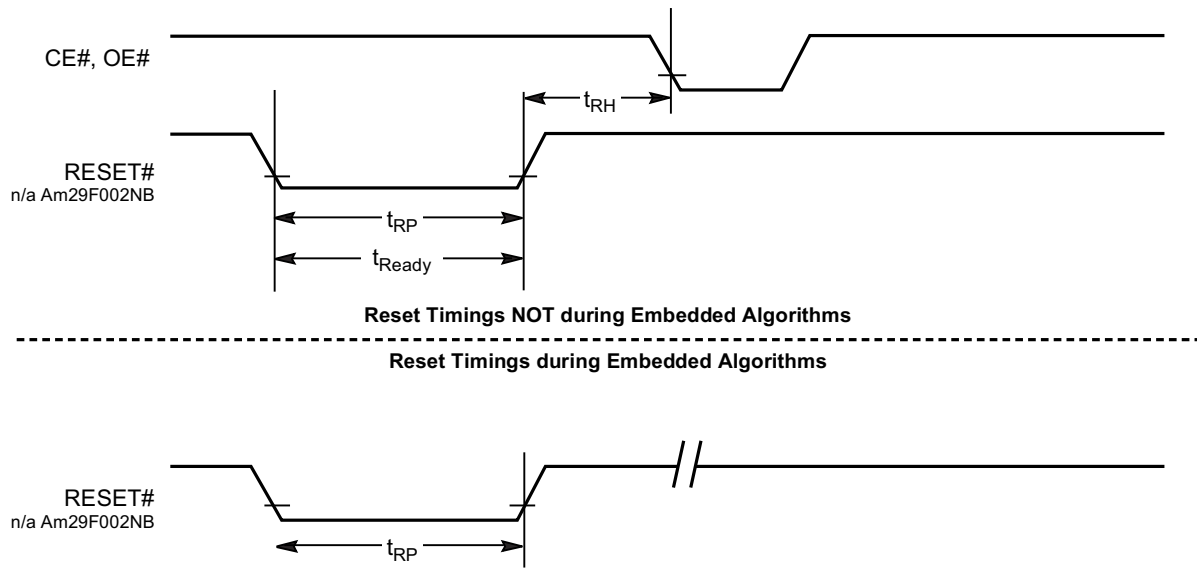 CE#, OE#
tRH
RESET#
n/a Am29F002NB
tRP
tReady
Reset Timings NOT during Embedded Algorithms
Reset Timings during Embedded Algorithms
RESET#
n/a Am29F002NB
tRP